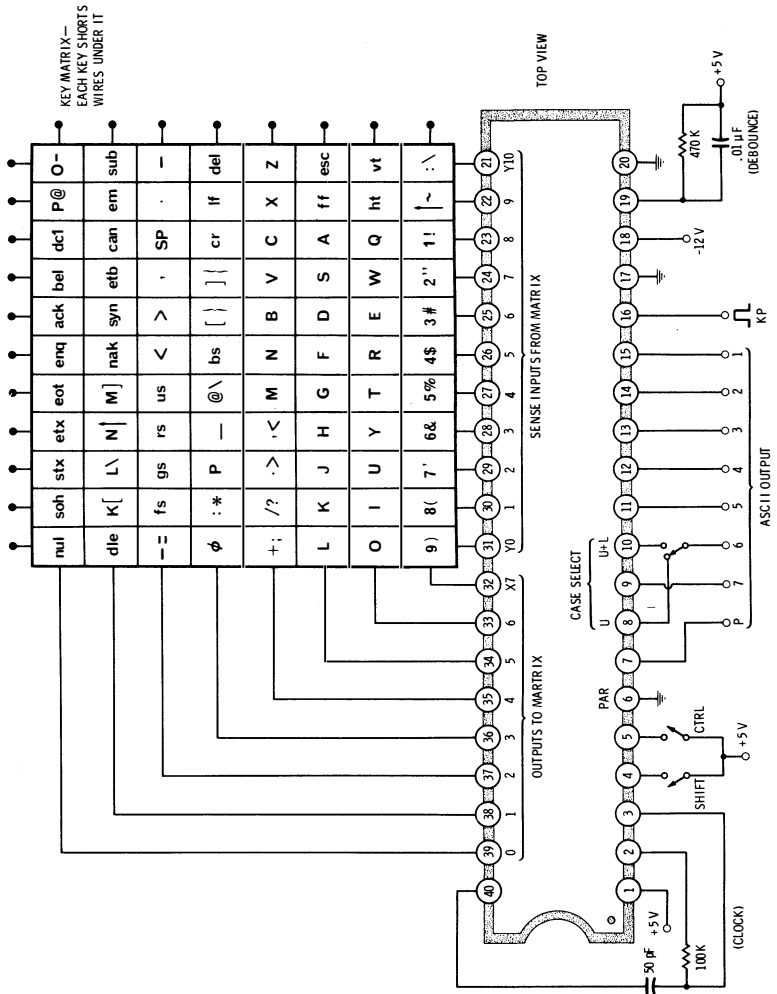 KEY MATRIX—
EACH KEY SHORTS
WIRES UNDER IT
nul soh stx etx eot enq ack bel dc1 P@ O–
dle K[ L\ N↑ M] nak syn etb can em sub
–= fs gs rs us < > , SP . –
ϕ :* P — @\ bs [{ ]} cr lf del
+; /? .> ,< M N B V C X Z
L K J H G F D S A ff esc
O I U Y T R E W Q ht vt
9) 8( 7' 6& 5% 4$ 3# 2" 1! ↑~ :\
0 1 2 3 4 5 6 X7 Y0 1 2 3 4 5 6 7 8 9 Y10
40 39 38 37 36 35 34 33 32 31 30 29 28 27 26 25 24 23 22 21
OUTPUTS TO MARTRIX
SENSE INPUTS FROM MATRIX
TOP VIEW
PAR
CASE SELECT
U U+L
1 2 3 4 5 6 7 8 9 10 11 12 13 14 15 16 17 18 19 20
+5V
50 pF
100K
(CLOCK)
SHIFT
CTRL
+5V
P 7 6 5 4 3 2 1
ASCII OUTPUT
KP
-12V
470K
.01µF
(DEBOUNCE)
+5V